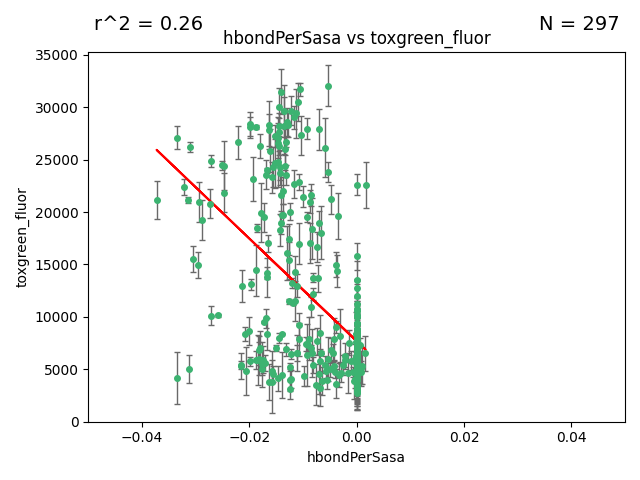 r^2 = 0.26
N = 297
hbondPerSasa vs toxgreen_fluor
35000
30000
25000
20000
15000
10000
5000
0
toxgreen_fluor
−0.04
−0.02
0.00
0.02
0.04
hbondPerSasa